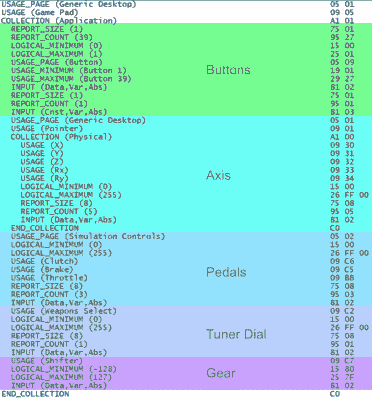 USAGE_PAGE (Generic Desktop) 05 01
USAGE (Game Pad) 09 05
COLLECTION (Application) A1 01
REPORT_SIZE (1) 75 01
REPORT_COUNT (39) 95 27
LOGICAL_MINIMUM (0) 15 00
LOGICAL_MAXIMUM (1) 25 01
USAGE_PAGE (Button) 05 09
USAGE_MINIMUM (Button 1) 19 01
Buttons
USAGE_MAXIMUM (Button 39) 29 27
INPUT (Data,Var,Abs) 81 02
REPORT_SIZE (1) 75 01
REPORT_COUNT (1) 95 01
INPUT (Cnst,Var,Abs) 81 03
USAGE_PAGE (Generic Desktop) 05 01
USAGE (Pointer) 09 01
COLLECTION (Physical) A1 00
USAGE (X) 09 30
USAGE (Y) 09 31
USAGE (Z) 09 32
USAGE (Rx) 09 33
Axis
USAGE (Ry) 09 34
LOGICAL_MINIMUM (0) 15 00
LOGICAL_MAXIMUM (255) 26 FF 00
REPORT_SIZE (8) 75 08
REPORT_COUNT (5) 95 05
INPUT (Data,Var,Abs) 81 02
END_COLLECTION C0
USAGE_PAGE (Simulation Controls) 05 02
LOGICAL_MINIMUM (0) 15 00
LOGICAL_MAXIMUM (255) 26 FF 00
USAGE (Clutch) 09 C6
USAGE (Brake) 09 C5
Pedals
USAGE (Throttle) 09 BB
REPORT_SIZE (8) 75 08
REPORT_COUNT (3) 95 03
INPUT (Data,Var,Abs) 81 02
USAGE (Weapons Select) 09 C2
LOGICAL_MINIMUM (0) 15 00
LOGICAL_MAXIMUM (255) 26 FF 00
REPORT_SIZE (8) 75 08
Tuner Dial
REPORT_COUNT (1) 95 01
INPUT (Data,Var,Abs) 81 02
USAGE (Shifter) 09 C7
LOGICAL_MINIMUM (-128) 15 80
Gear
LOGICAL_MAXIMUM (127) 25 7F
INPUT (Data,Var,Abs) 81 02
END_COLLECTION C0